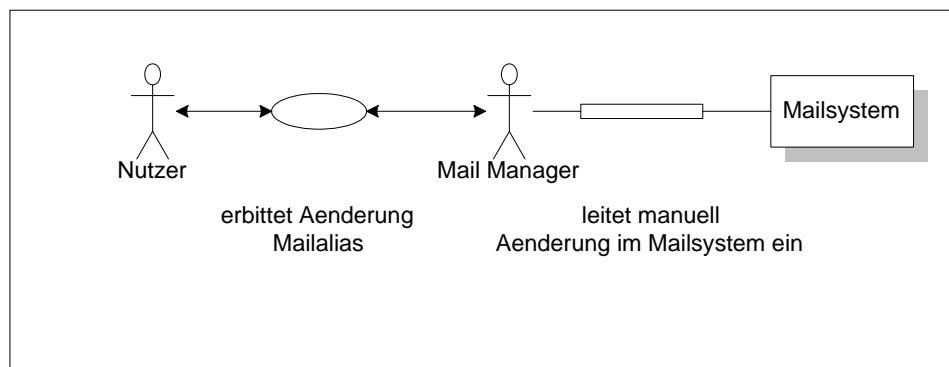 Mailsystem
Nutzer
Mail Manager
erbittet Aenderung
Mailalias
leitet manuell
Aenderung im Mailsystem ein